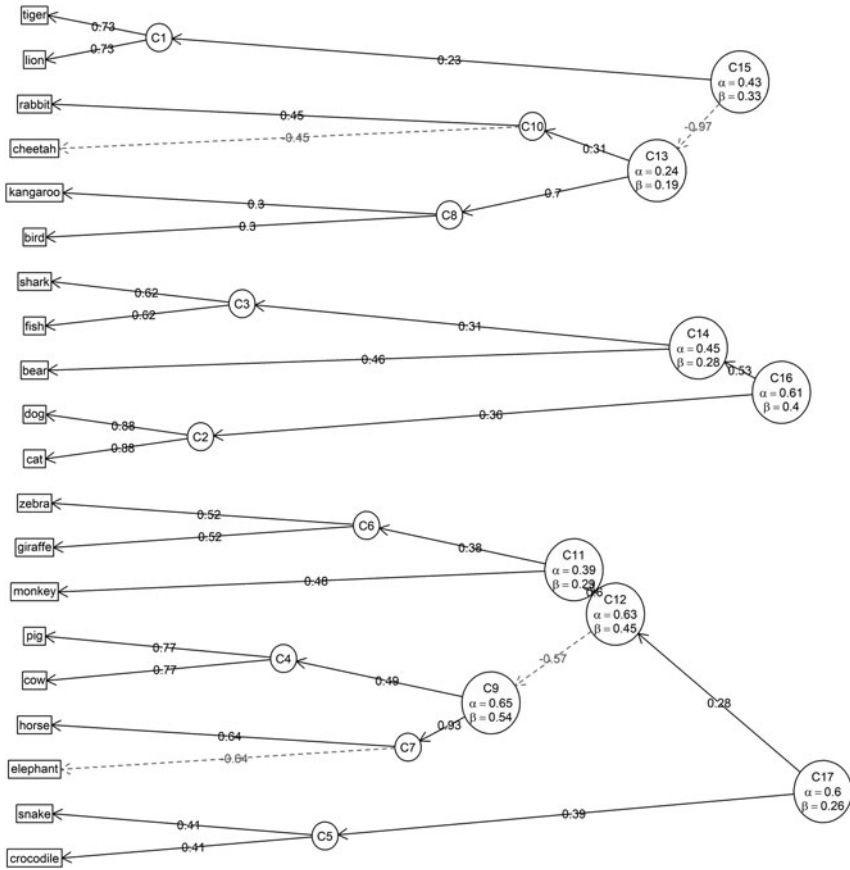 tiger
0.73
C1
0.73
lion
0.23
C15
α = 0.43
β = 0.33
rabbit
0.45
C10
-0.45
cheetah
-0.97
0.31
C13
α = 0.24
β = 0.19
kangaroo
0.3
C8
0.7
0.3
bird
shark
0.62
C3
0.62
fish
0.31
C14
α = 0.45
β = 0.28
bear
0.46
0.53
C16
α = 0.61
β = 0.4
dog
0.88
C2
0.36
0.88
cat
zebra
0.52
C6
0.52
giraffe
0.38
C11
α = 0.39
β = 0.29
monkey
0.48
0.6
C12
α = 0.63
β = 0.45
pig
0.77
C4
0.77
cow
0.49
-0.57
C9
α = 0.65
β = 0.54
horse
0.64
C7
0.93
-0.64
elephant
0.28
C17
α = 0.6
β = 0.26
snake
0.41
C5
0.39
0.41
crocodile